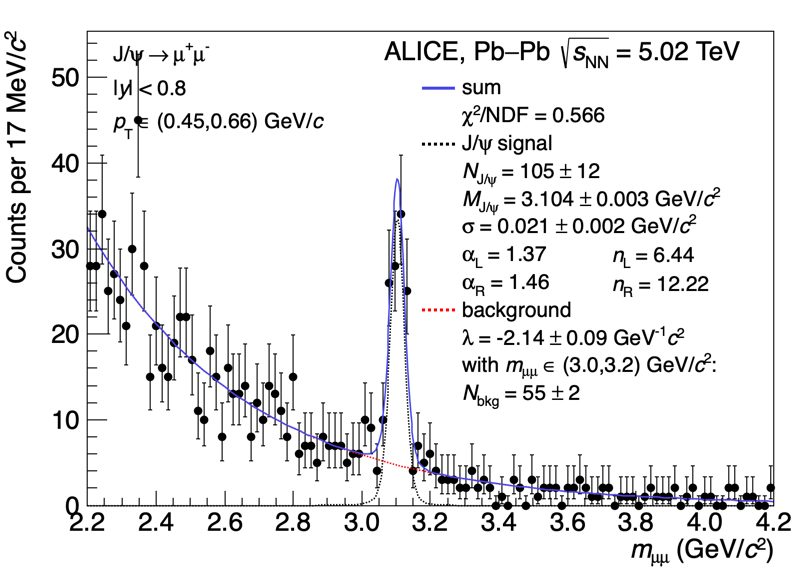 J/ψ → μ⁺μ⁻
|y| < 0.8
p_T ∈ (0.45,0.66) GeV/c
ALICE, Pb–Pb √s_NN = 5.02 TeV
sum
χ²/NDF = 0.566
J/ψ signal
N_J/ψ = 105 ± 12
M_J/ψ = 3.104 ± 0.003 GeV/c²
σ = 0.021 ± 0.002 GeV/c²
α_L = 1.37 n_L = 6.44
α_R = 1.46 n_R = 12.22
background
λ = -2.14 ± 0.09 GeV⁻¹c²
with m_μμ ∈ (3.0,3.2) GeV/c²:
N_bkg = 55 ± 2
Counts per 17 MeV/c²
50
40
30
20
10
0
2.2 2.4 2.6 2.8 3.0 3.2 3.4 3.6 3.8 4.0 4.2
m_μμ (GeV/c²)